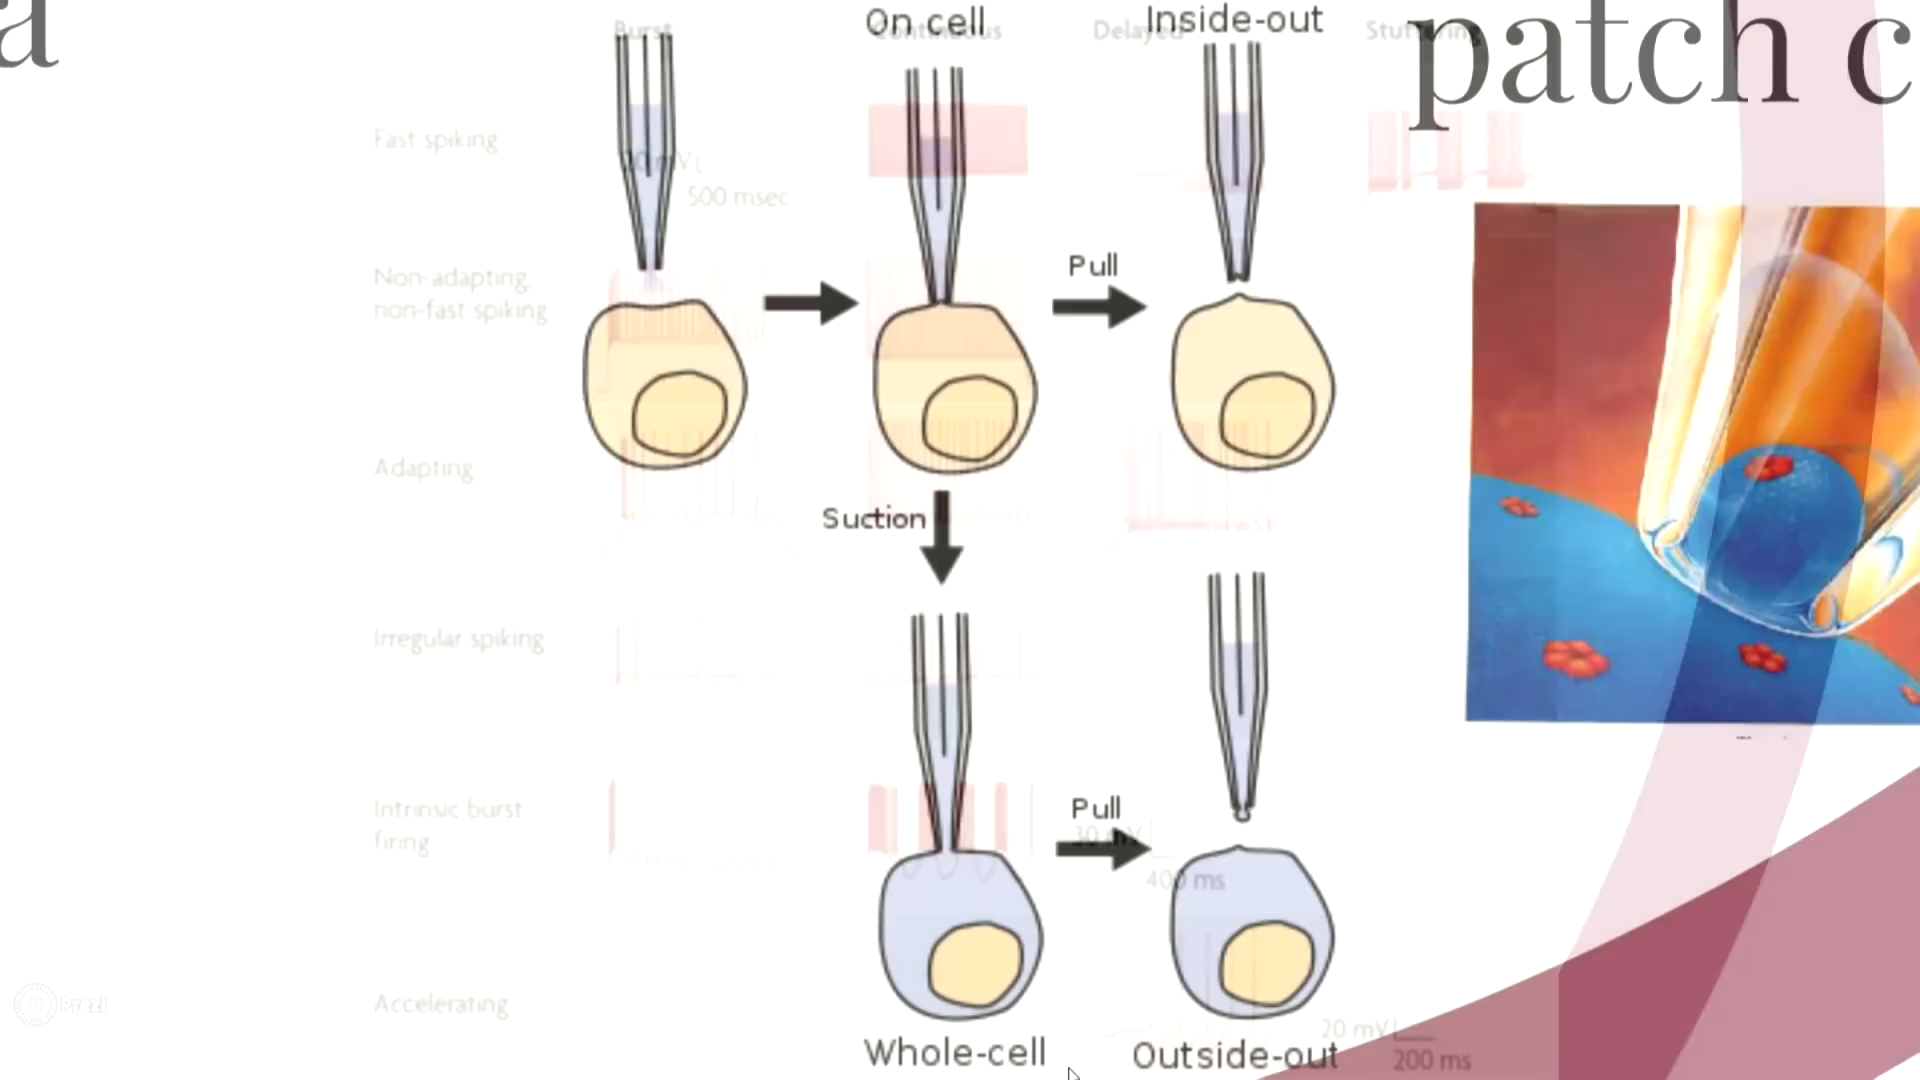 a
On cell
Inside-out
patch c
Burst
Continuous
Delayed
Stuttering
Fast spiking
20 mV
500 msec
Non-adapting,
non-fast spiking
Pull
Adapting
Suction
Irregular spiking
Intrinsic burst
firing
Pull
30 mV
400 ms
Accelerating
20 mV
200 ms
Whole-cell
Outside-out
Prezi